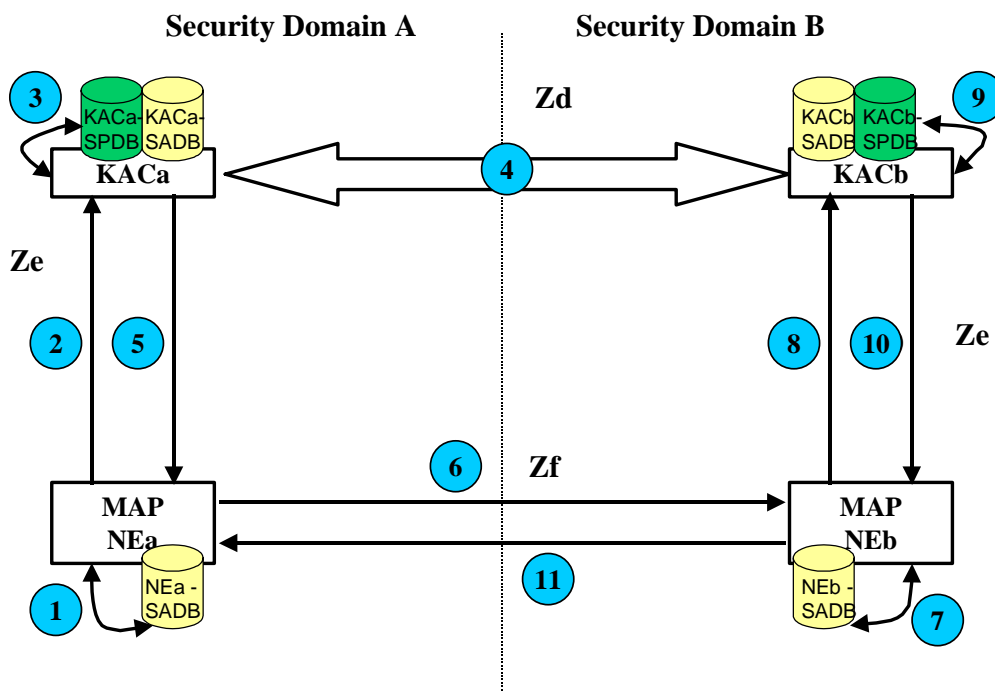 Security Domain A
Security Domain B
3
KACa-
SPDB
KACa-
SADB
Zd
KACb
SADB
KACb-
SPDB
9
KACa
4
KACb
Ze
2
5
8
10
Ze
6
Zf
MAP
NEa
MAP
NEb
11
1
NEa -
SADB
NEb -
SADB
7